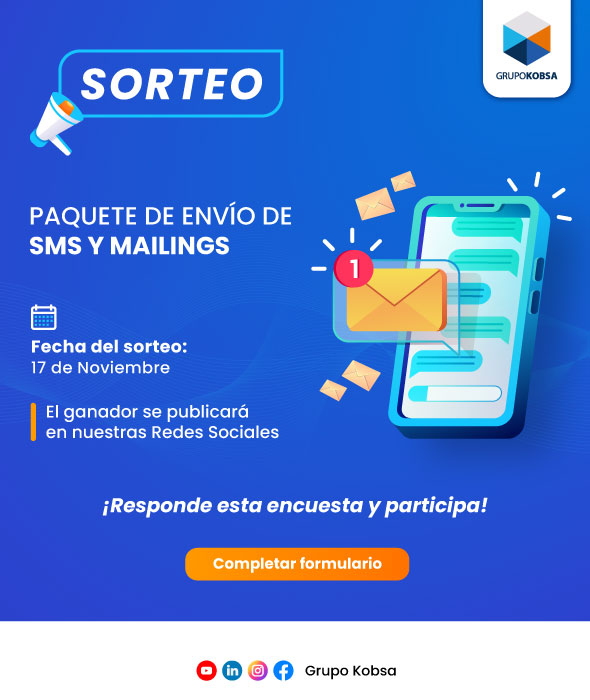 SORTEO
GRUPOKOBSA
PAQUETE DE ENVÍO DE
SMS Y MAILINGS
1
Fecha del sorteo:
17 de Noviembre
El ganador se publicará
en nuestras Redes Sociales
¡Responde esta encuesta y participa!
Completar formulario
in
Grupo Kobsa